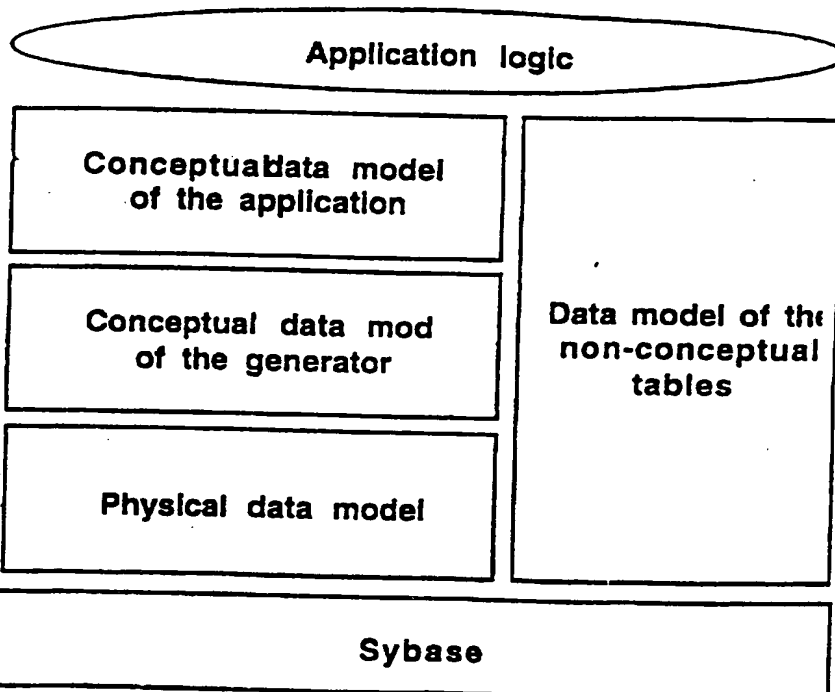 Application logic
Conceptualdata model
of the application
Conceptual data mod
of the generator
Data model of the
non-conceptual
tables
Physical data model
Sybase